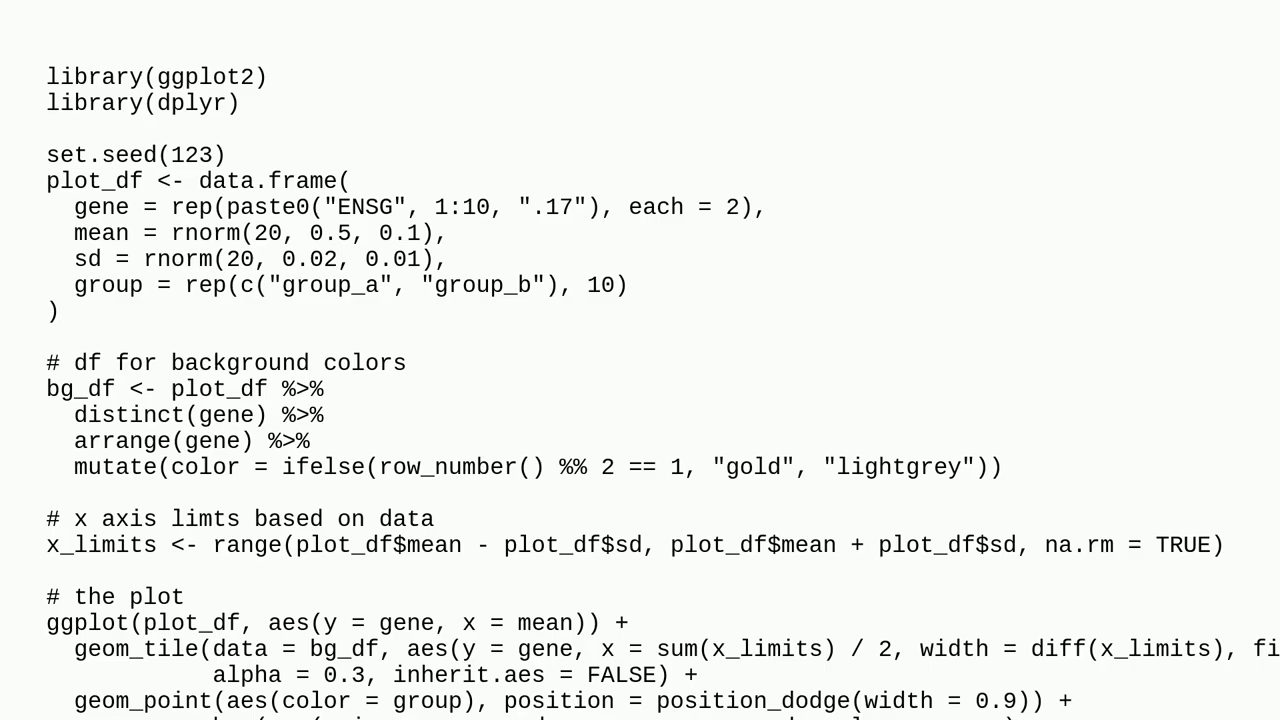 library(ggplot2)
library(dplyr)

set.seed(123)
plot_df <- data.frame(
  gene = rep(paste0("ENSG", 1:10, ".17"), each = 2),
  mean = rnorm(20, 0.5, 0.1),
  sd = rnorm(20, 0.02, 0.01),
  group = rep(c("group_a", "group_b"), 10)
)

# df for background colors
bg_df <- plot_df %>%
  distinct(gene) %>%
  arrange(gene) %>%
  mutate(color = ifelse(row_number() %% 2 == 1, "gold", "lightgrey"))

# x axis limts based on data
x_limits <- range(plot_df$mean - plot_df$sd, plot_df$mean + plot_df$sd, na.rm = TRUE)

# the plot
ggplot(plot_df, aes(y = gene, x = mean)) +
  geom_tile(data = bg_df, aes(y = gene, x = sum(x_limits) / 2, width = diff(x_limits), fi
            alpha = 0.3, inherit.aes = FALSE) +
  geom_point(aes(color = group), position = position_dodge(width = 0.9)) +